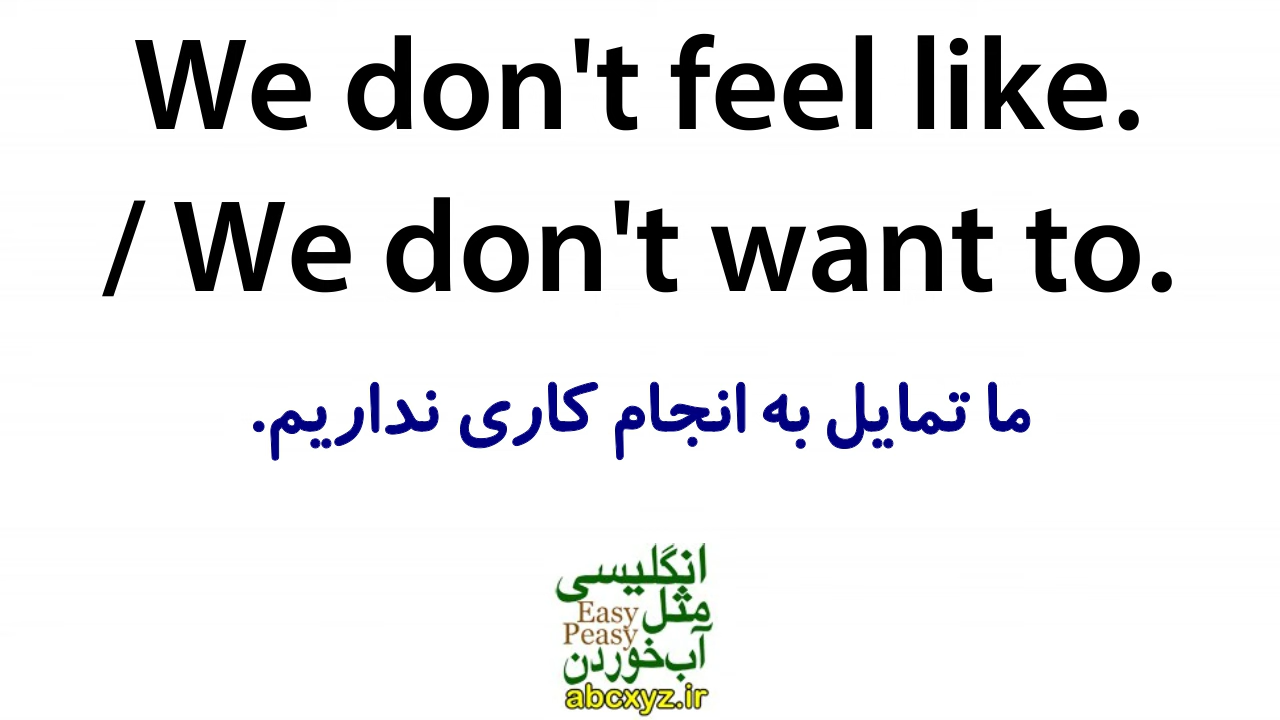 We don't feel like.
/ We don't want to.
ما تمایل به انجام کاری نداریم.
انگلیسی
مثل Easy
Peasy
آب خوردن
abcxyz.ir